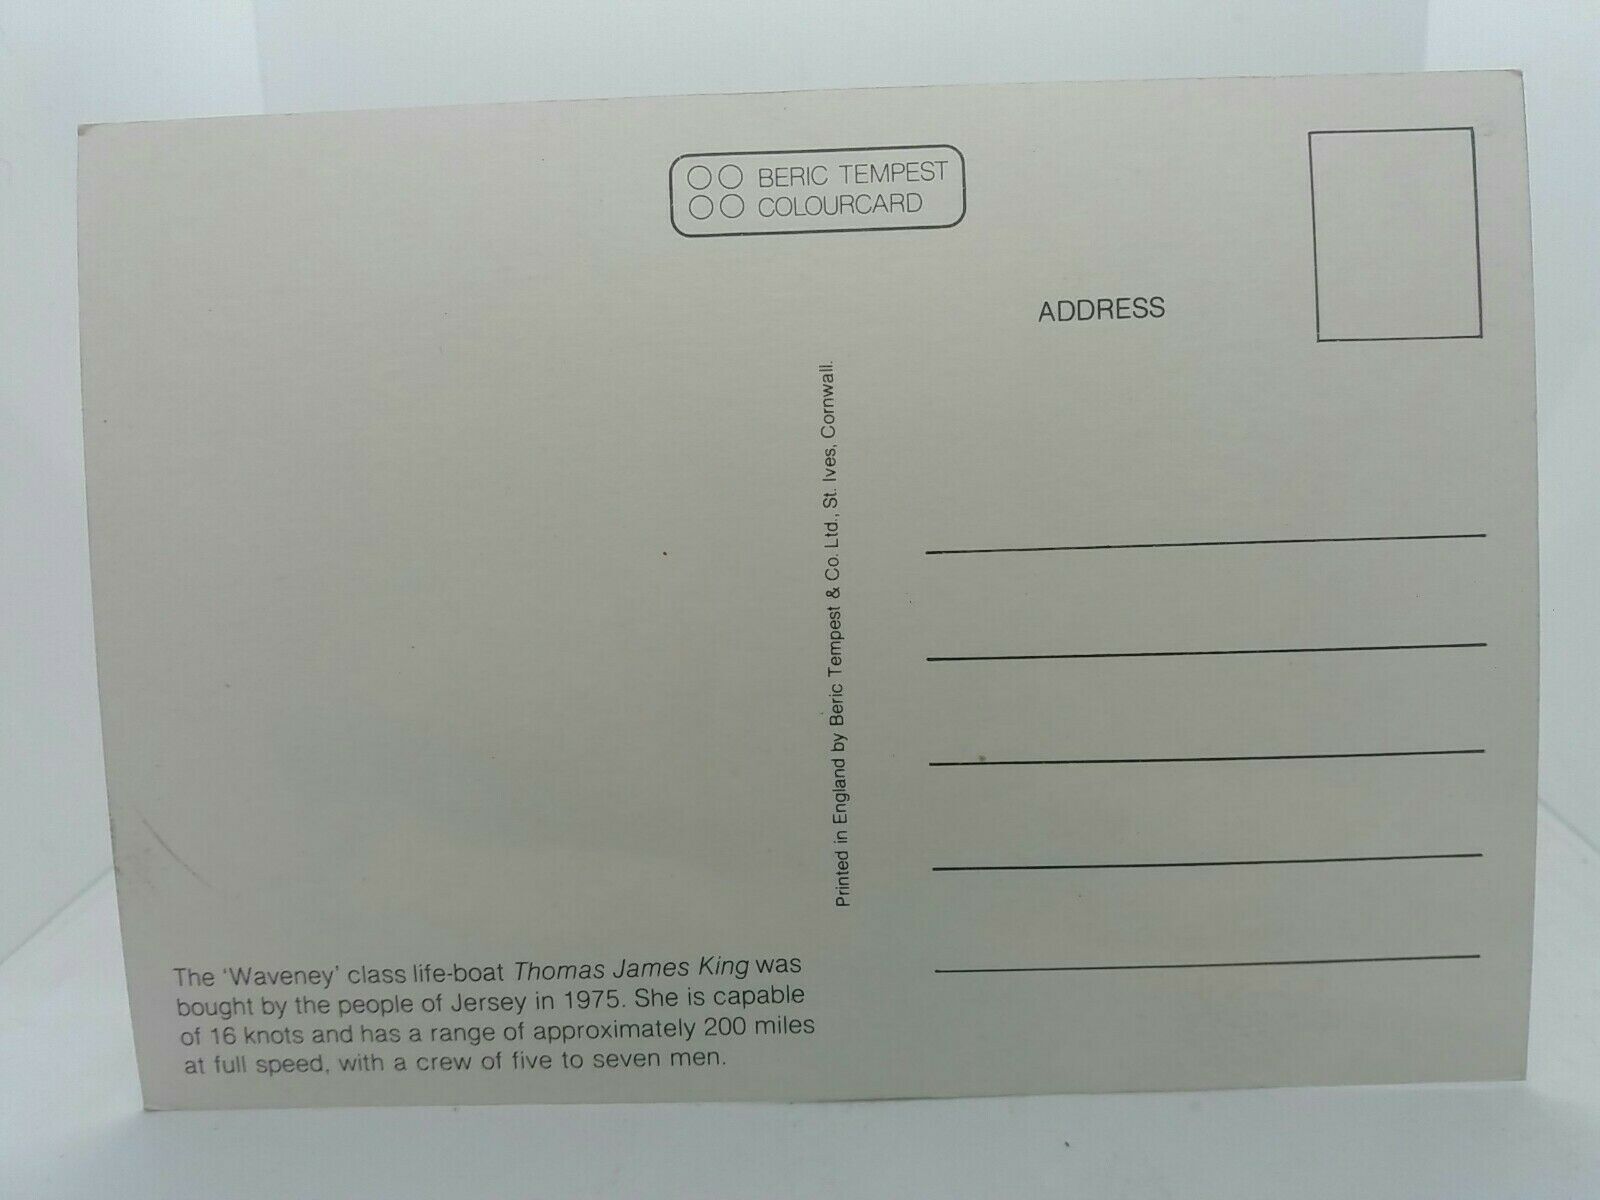 BERIC TEMPEST
COLOURCARD
ADDRESS
Printed in England by Beric Tempest & Co. Ltd., St. Ives, Cornwall.
The ‘Waveney’ class life-boat Thomas James King was
bought by the people of Jersey in 1975. She is capable
of 16 knots and has a range of approximately 200 miles
at full speed, with a crew of five to seven men.